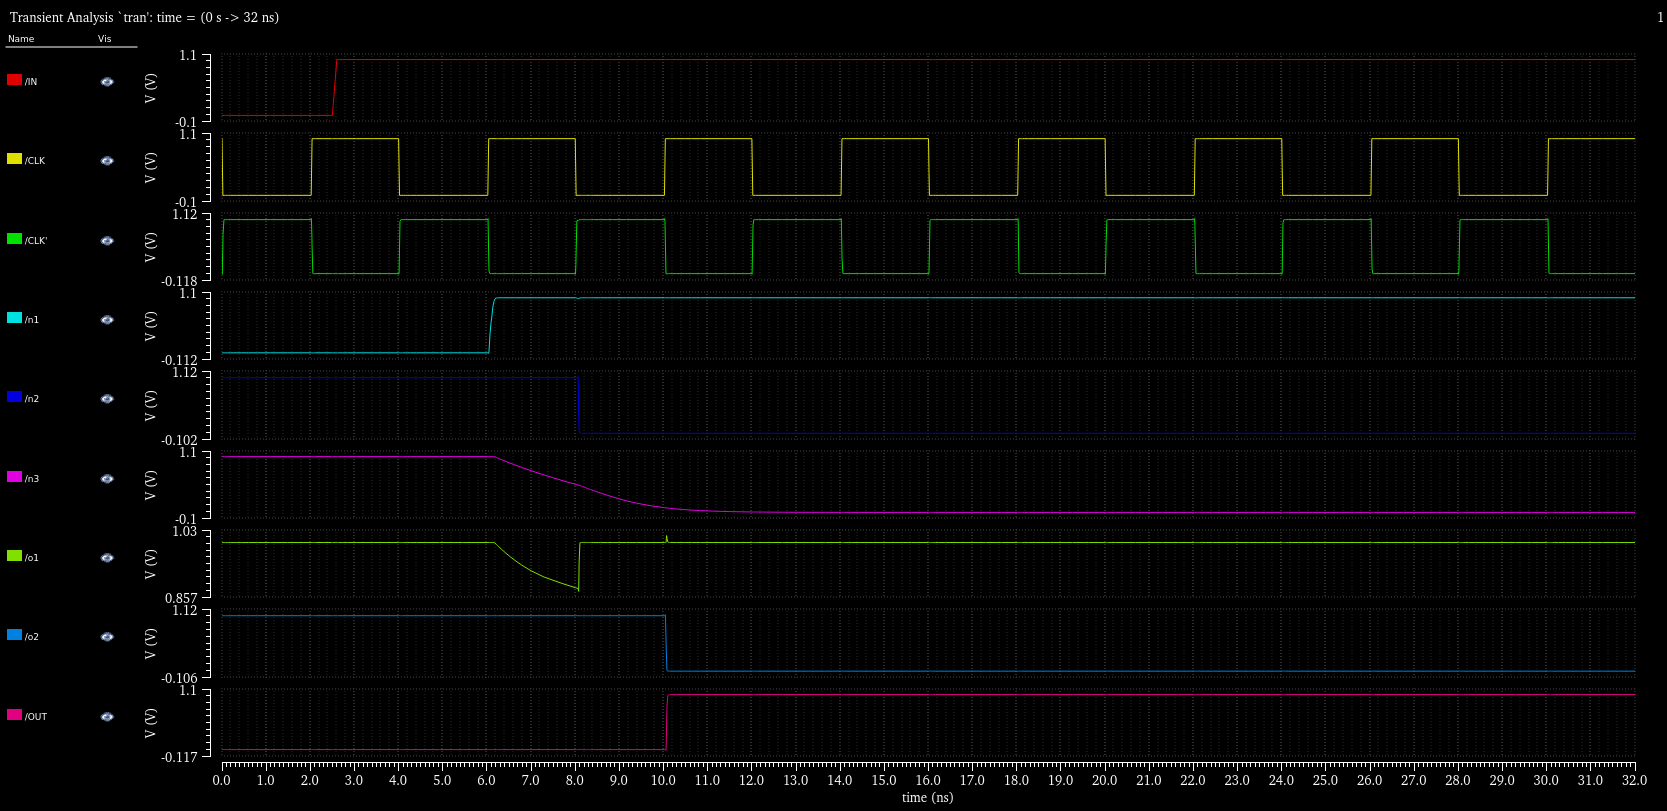 Transient Analysis `tran': time = (0 s -> 32 ns)
1
Name Vis
/IN
V (V)
1.1
-0.1
/CLK
V (V)
1.1
-0.1
/CLK'
V (V)
1.12
-0.118
/n1
V (V)
1.1
-0.112
/n2
V (V)
1.12
-0.102
/n3
V (V)
1.1
-0.1
/o1
V (V)
1.03
0.857
/o2
V (V)
1.12
-0.106
/OUT
V (V)
1.1
-0.117
0.0 1.0 2.0 3.0 4.0 5.0 6.0 7.0 8.0 9.0 10.0 11.0 12.0 13.0 14.0 15.0 16.0 17.0 18.0 19.0 20.0 21.0 22.0 23.0 24.0 25.0 26.0 27.0 28.0 29.0 30.0 31.0 32.0
time (ns)